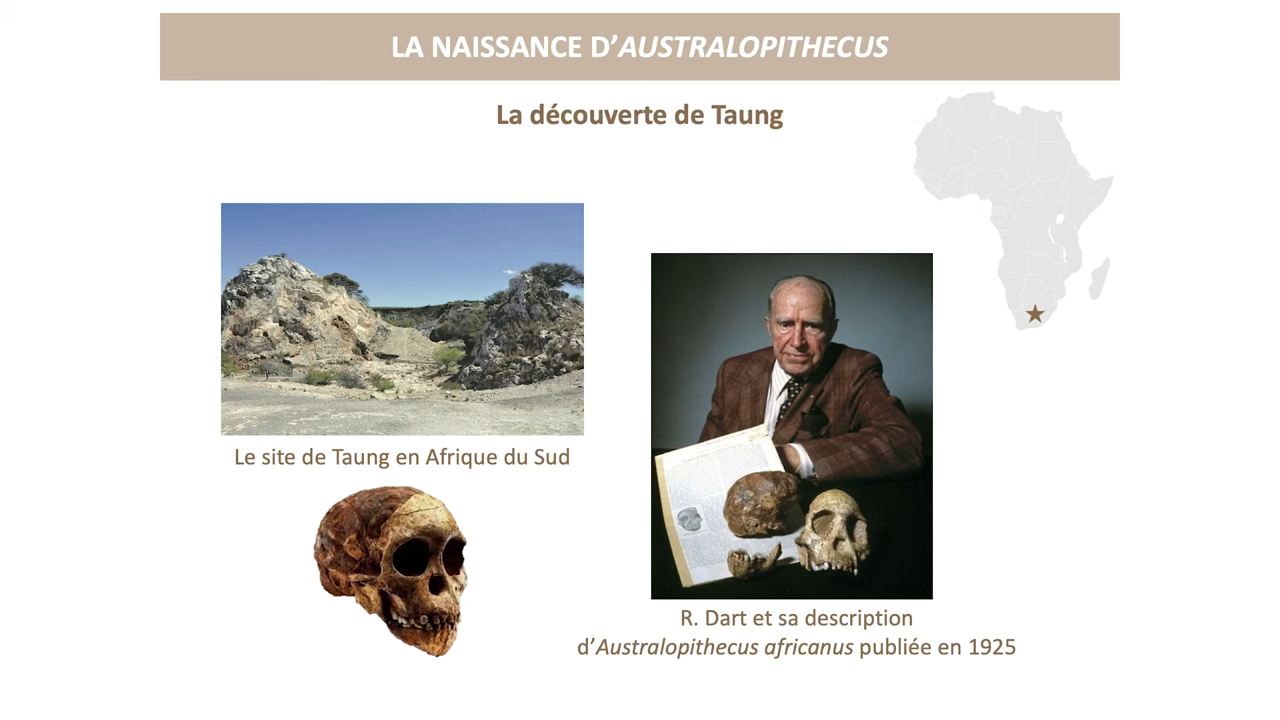 LA NAISSANCE D’AUSTRALOPITHECUS
La découverte de Taung
Le site de Taung en Afrique du Sud
R. Dart et sa description
d’Australopithecus africanus publiée en 1925